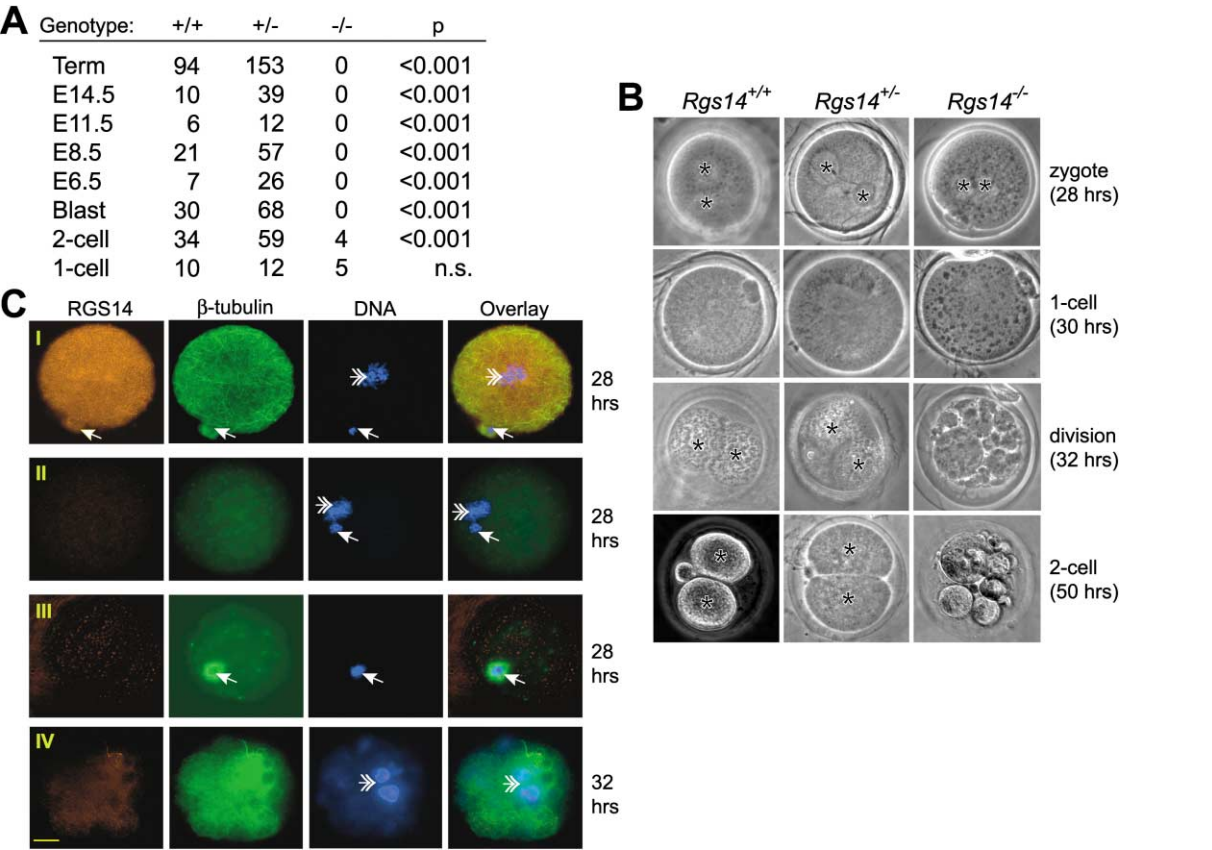 A
Genotype: +/+ +/- -/- p
Term 94 153 0 <0.001
E14.5 10 39 0 <0.001
E11.5 6 12 0 <0.001
E8.5 21 57 0 <0.001
E6.5 7 26 0 <0.001
Blast 30 68 0 <0.001
2-cell 34 59 4 <0.001
1-cell 10 12 5 n.s.
B
Rgs14+/+ Rgs14+/- Rgs14-/-
* * * * * *
zygote
(28 hrs)
1-cell
(30 hrs)
* * * *
division
(32 hrs)
* * * *
2-cell
(50 hrs)
C
RGS14 β-tubulin DNA Overlay
I
28
hrs
II
28
hrs
III
28
hrs
IV
32
hrs